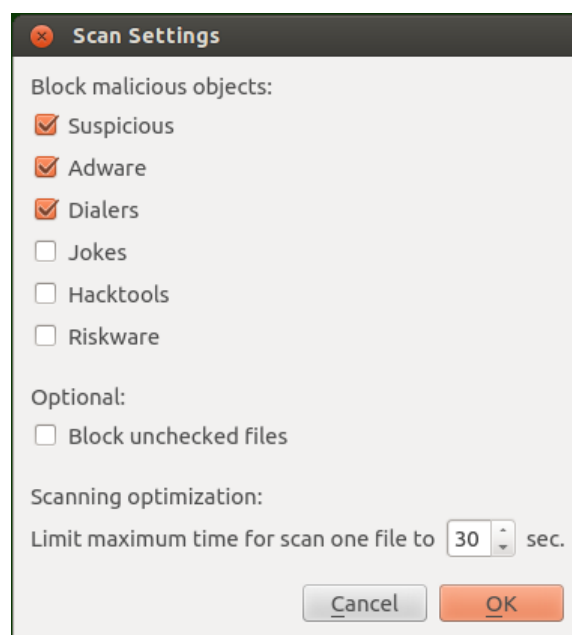 Scan Settings
Block malicious objects:
Suspicious
Adware
Dialers
Jokes
Hacktools
Riskware
Optional:
Block unchecked files
Scanning optimization:
Limit maximum time for scan one file to 30 sec.
Cancel OK